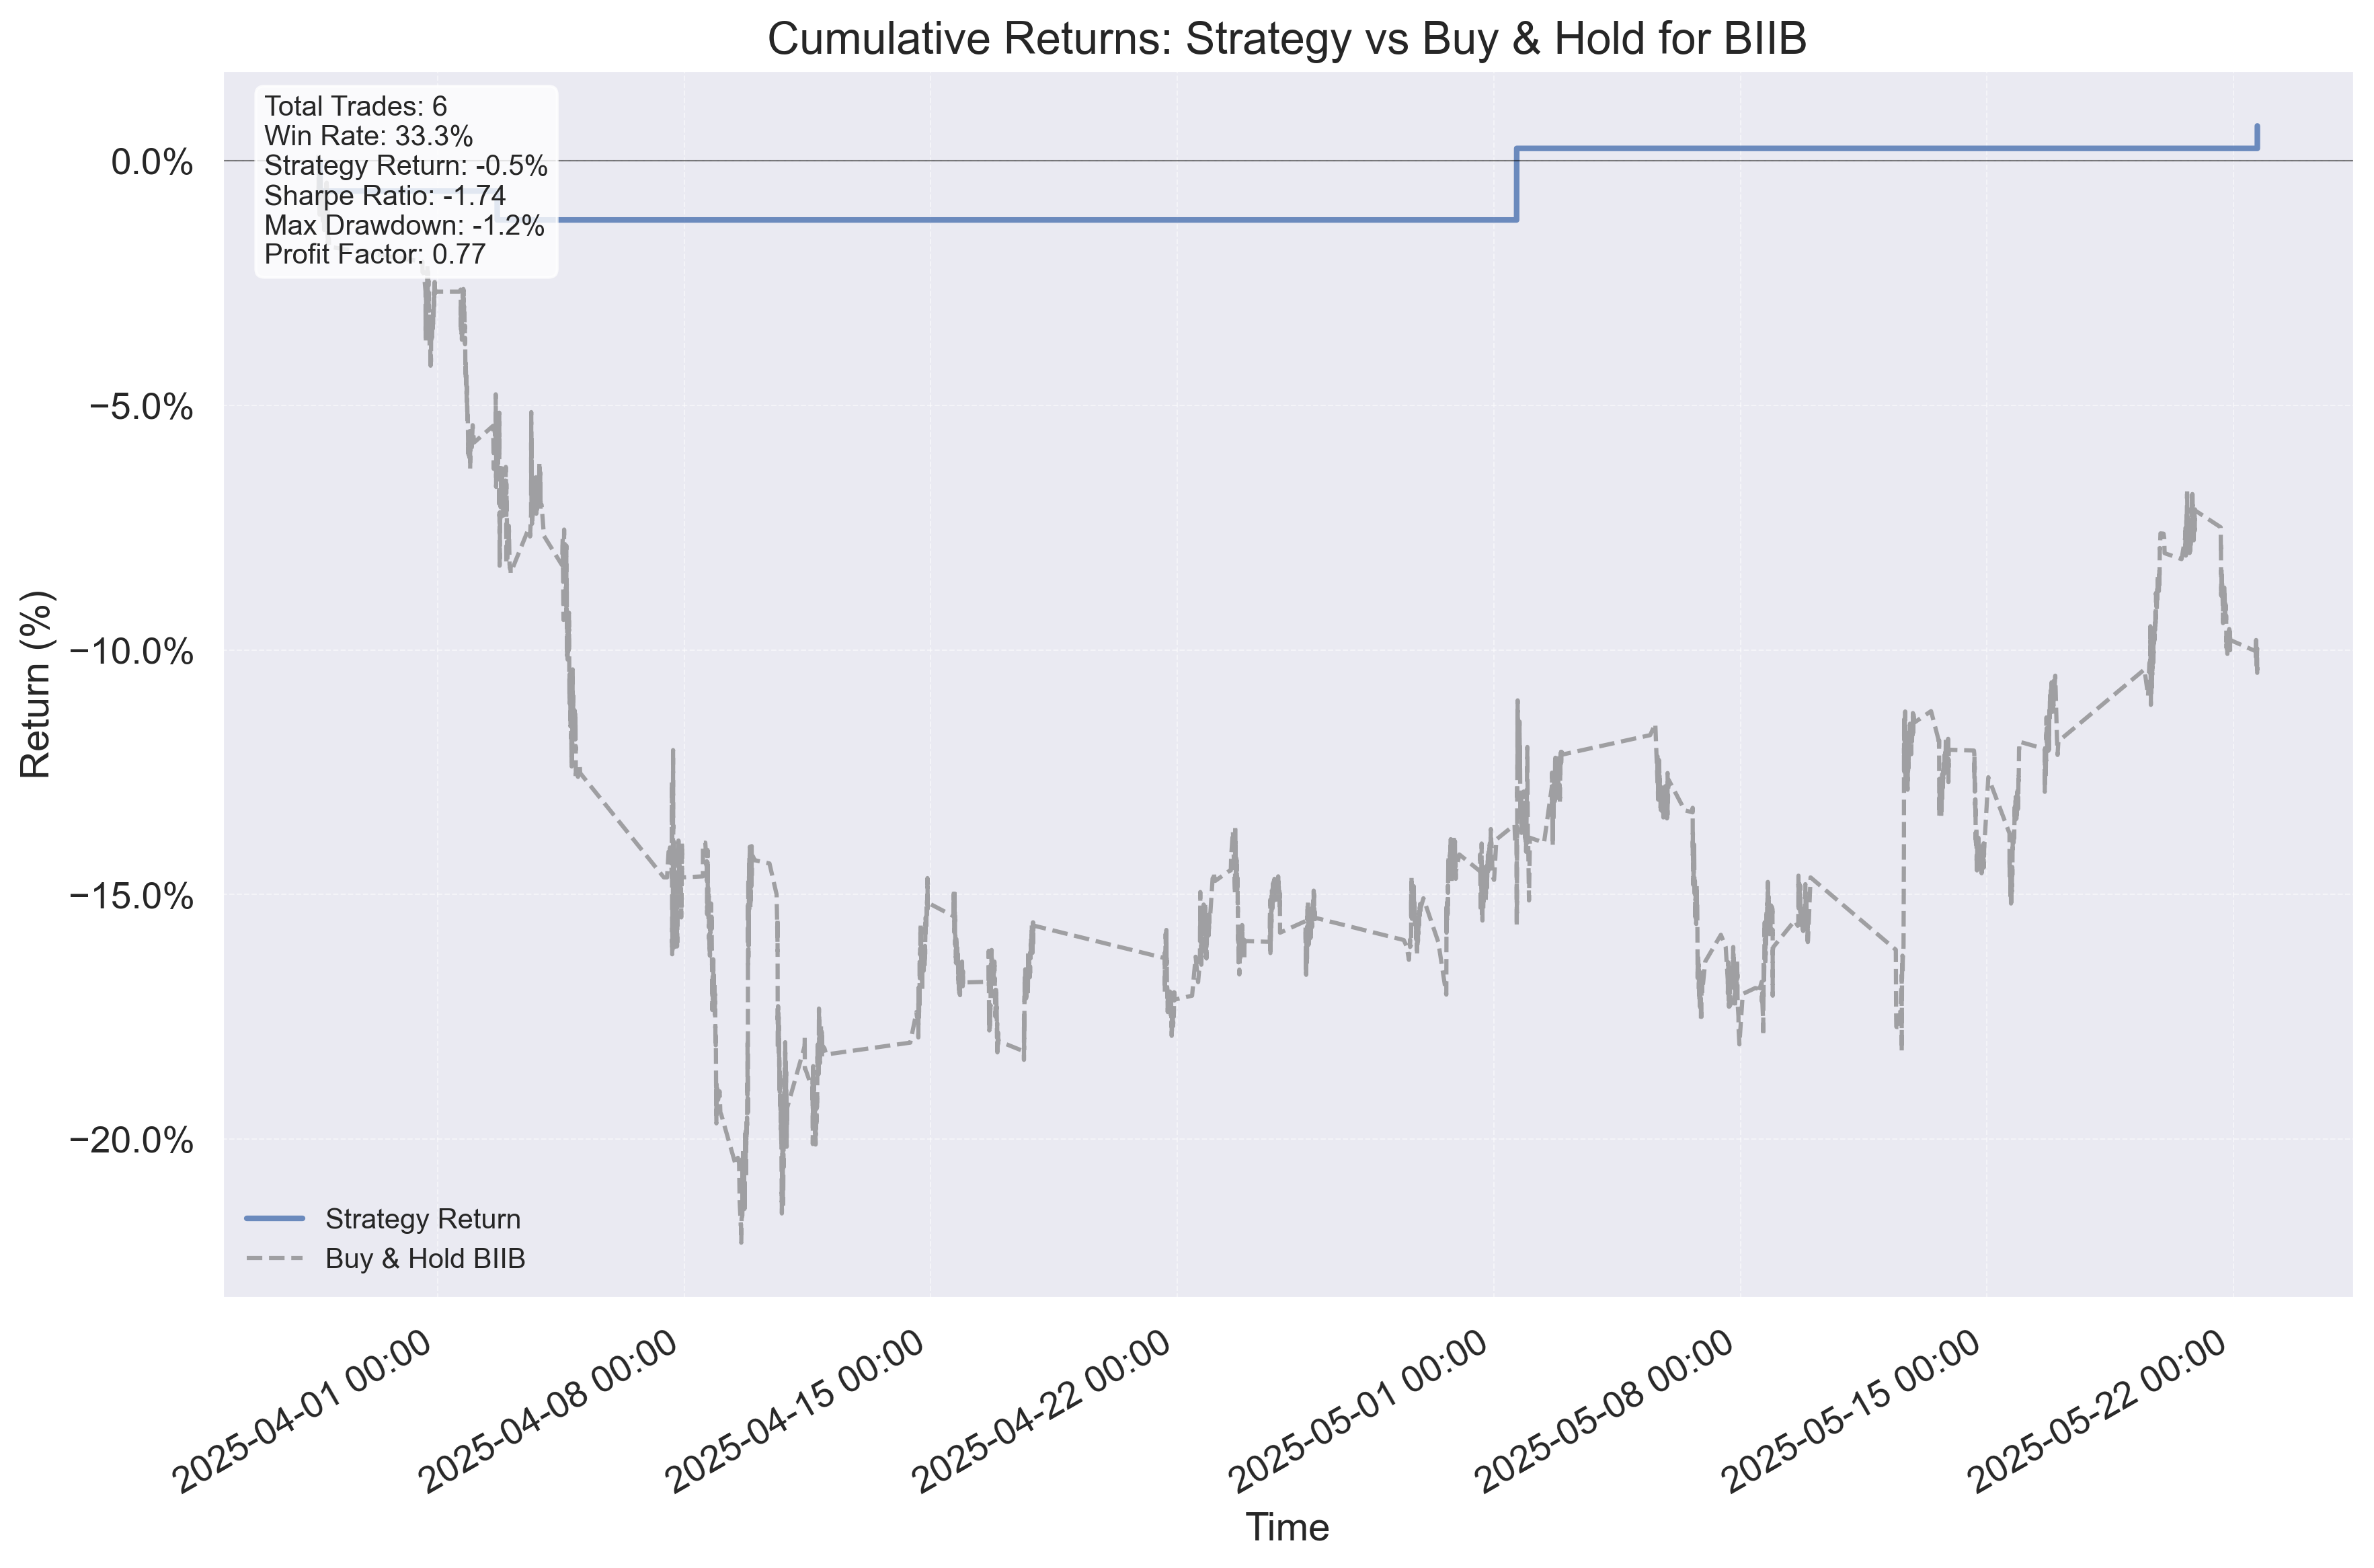 Cumulative Returns: Strategy vs Buy & Hold for BIIB
Total Trades: 6
Win Rate: 33.3%
Strategy Return: -0.5%
Sharpe Ratio: -1.74
Max Drawdown: -1.2%
Profit Factor: 0.77
0.0%
−5.0%
−10.0%
−15.0%
−20.0%
Return (%)
Strategy Return
Buy & Hold BIIB
2025-04-01 00:00
2025-04-08 00:00
2025-04-15 00:00
2025-04-22 00:00
2025-05-01 00:00
2025-05-08 00:00
2025-05-15 00:00
2025-05-22 00:00
Time